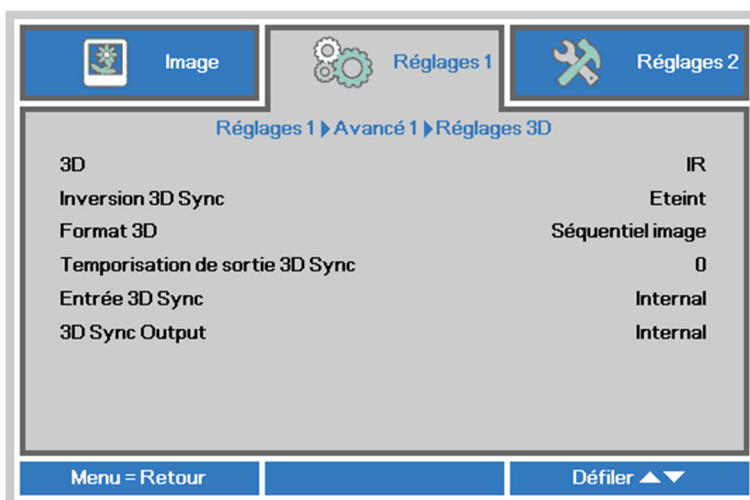 Image
Réglages 1
Réglages 2
Réglages 1 ▶ Avancé 1 ▶ Réglages 3D
3D IR
Inversion 3D Sync Eteint
Format 3D Séquentiel image
Temporisation de sortie 3D Sync 0
Entrée 3D Sync Internal
3D Sync Output Internal
Menu = Retour
Défiler ▲▼